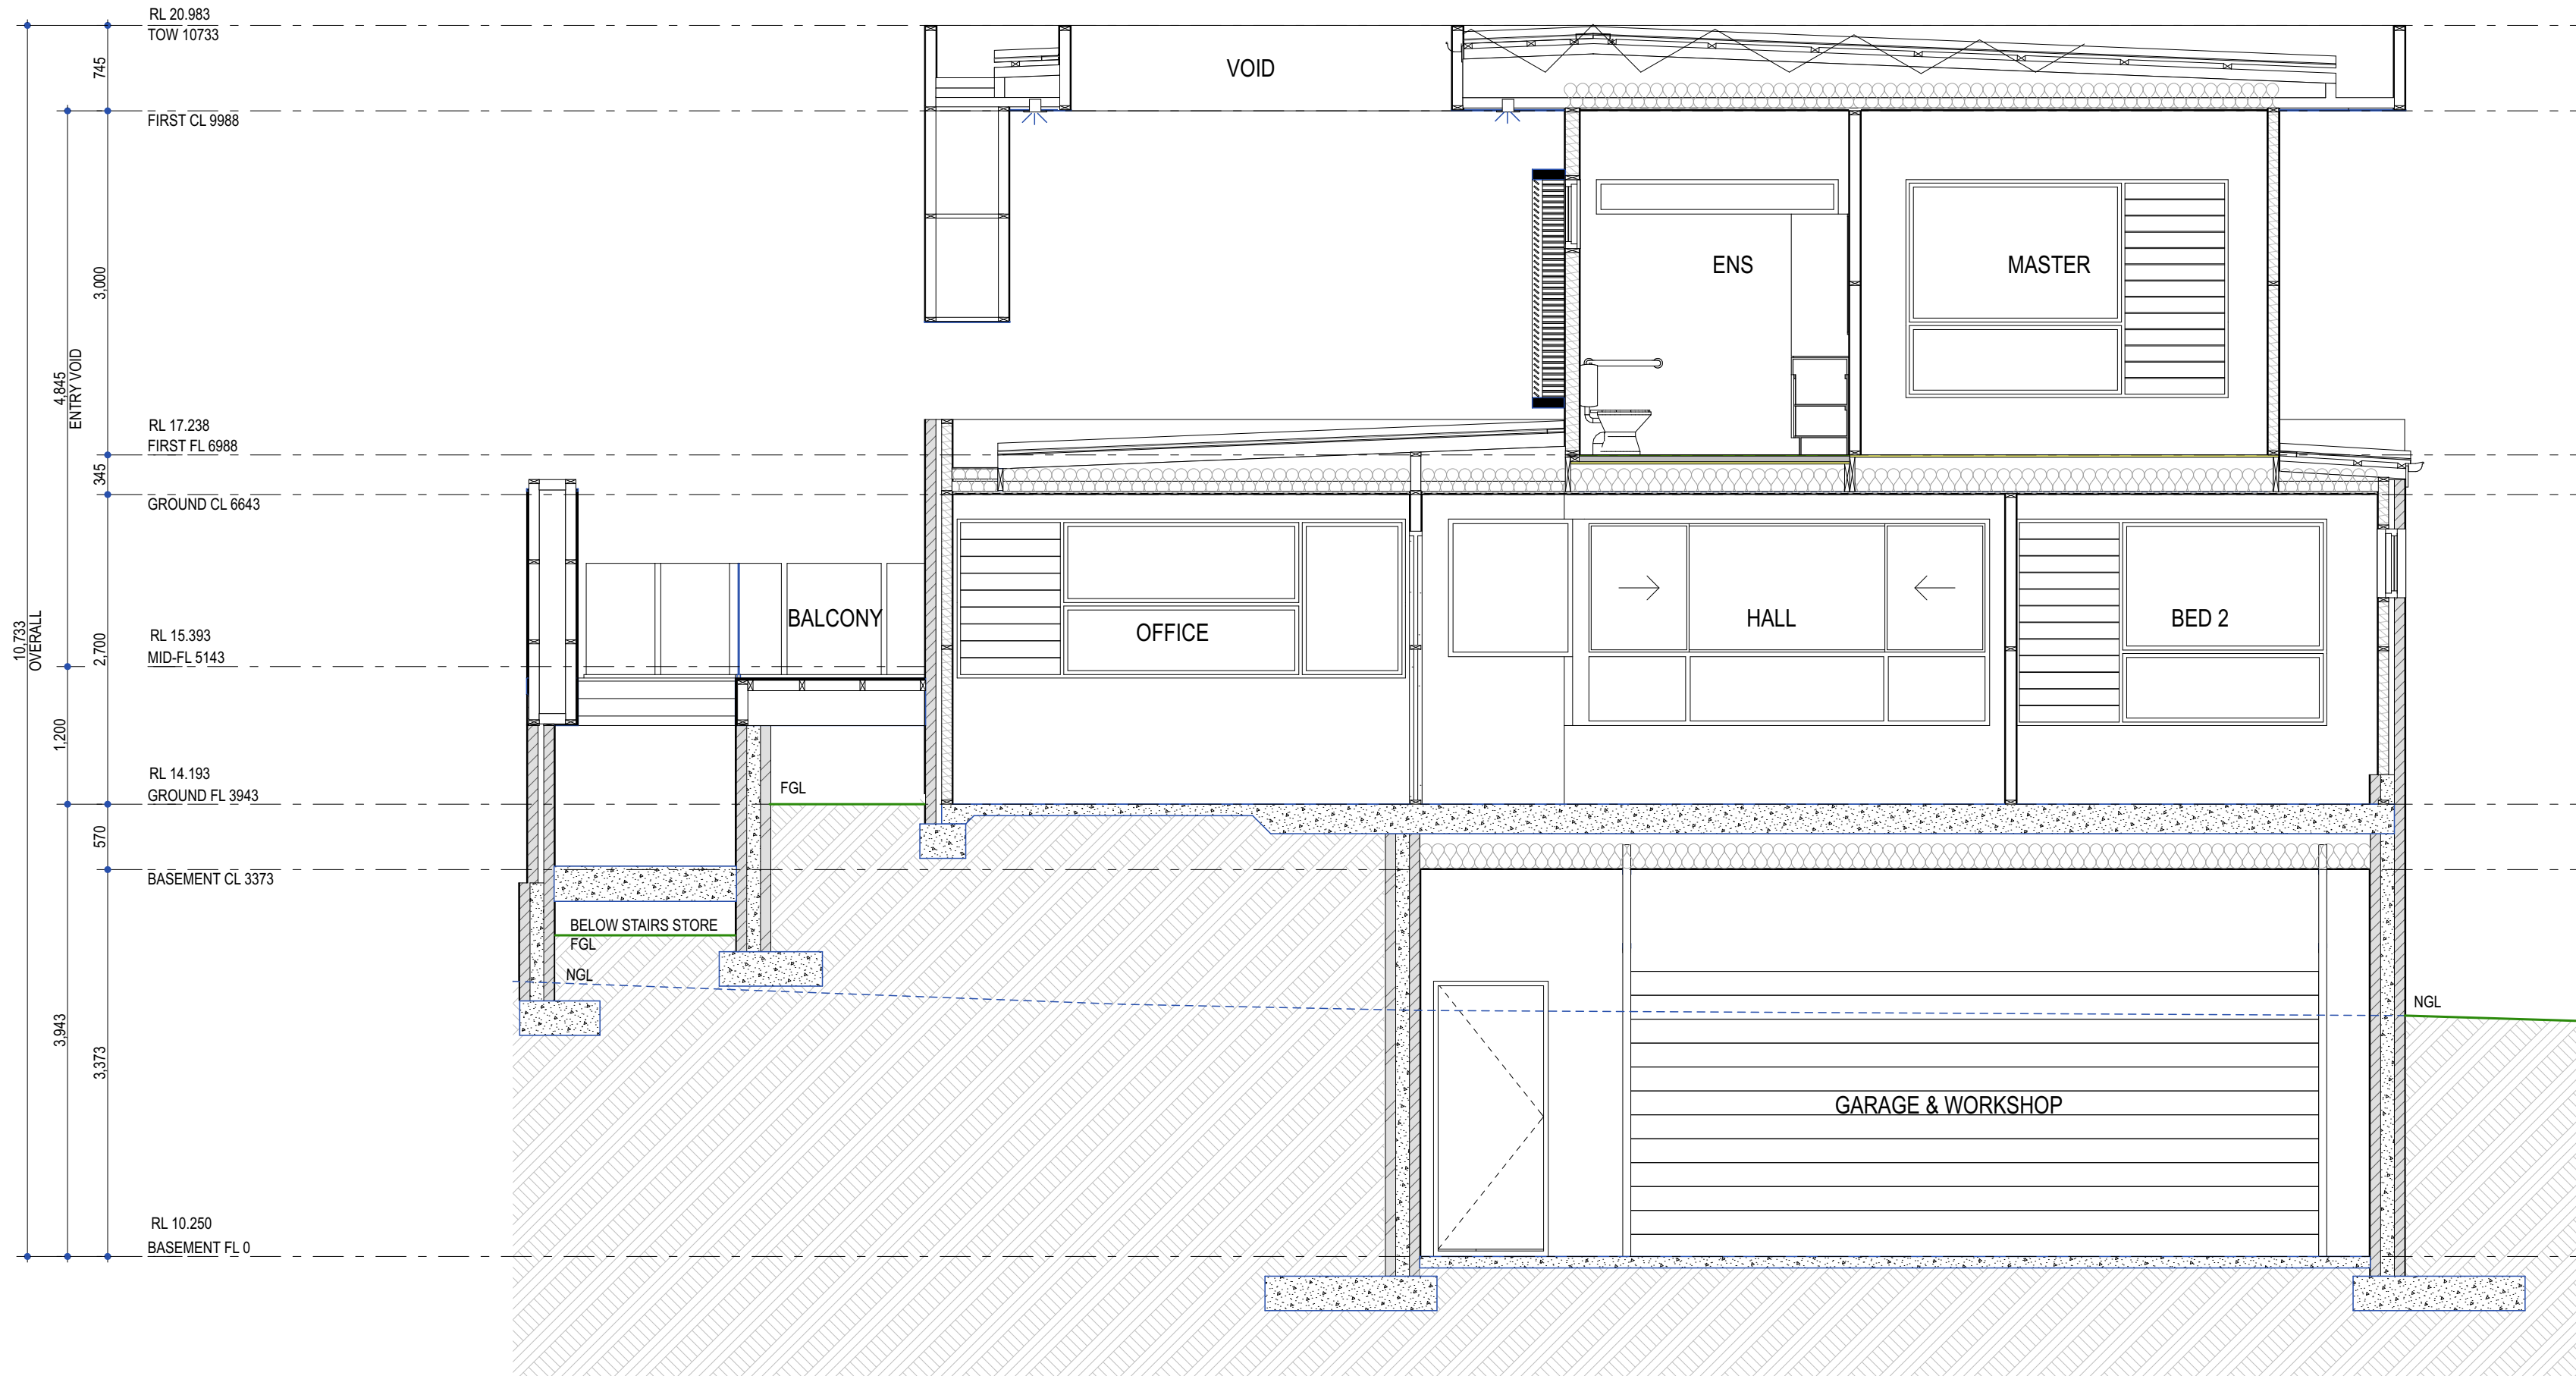 RL 20.983
TOW 10733
745
VOID
FIRST CL 9988
3,000
ENS
MASTER
4,845
ENTRY VOID
RL 17.238
FIRST FL 6988
345
GROUND CL 6643
10,733
OVERALL
2,700
BALCONY
OFFICE
HALL
BED 2
RL 15.393
MID-FL 5143
1,200
RL 14.193
GROUND FL 3943
FGL
570
BASEMENT CL 3373
BELOW STAIRS STORE
FGL
NGL
NGL
3,943
3,373
GARAGE & WORKSHOP
RL 10.250
BASEMENT FL 0